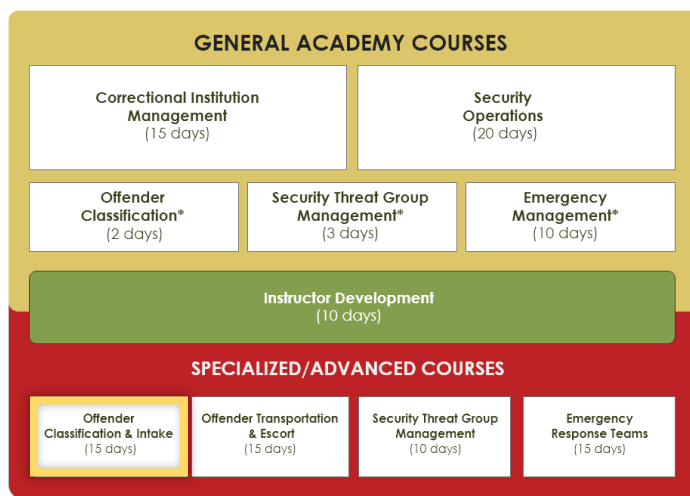 GENERAL ACADEMY COURSES
Correctional Institution
Management
(15 days)
Security
Operations
(20 days)
Offender
Classification*
(2 days)
Security Threat Group
Management*
(3 days)
Emergency
Management*
(10 days)
Instructor Development
(10 days)
SPECIALIZED/ADVANCED COURSES
Offender
Classification & Intake
(15 days)
Offender Transportation
& Escort
(15 days)
Security Threat Group
Management
(10 days)
Emergency
Response Teams
(15 days)